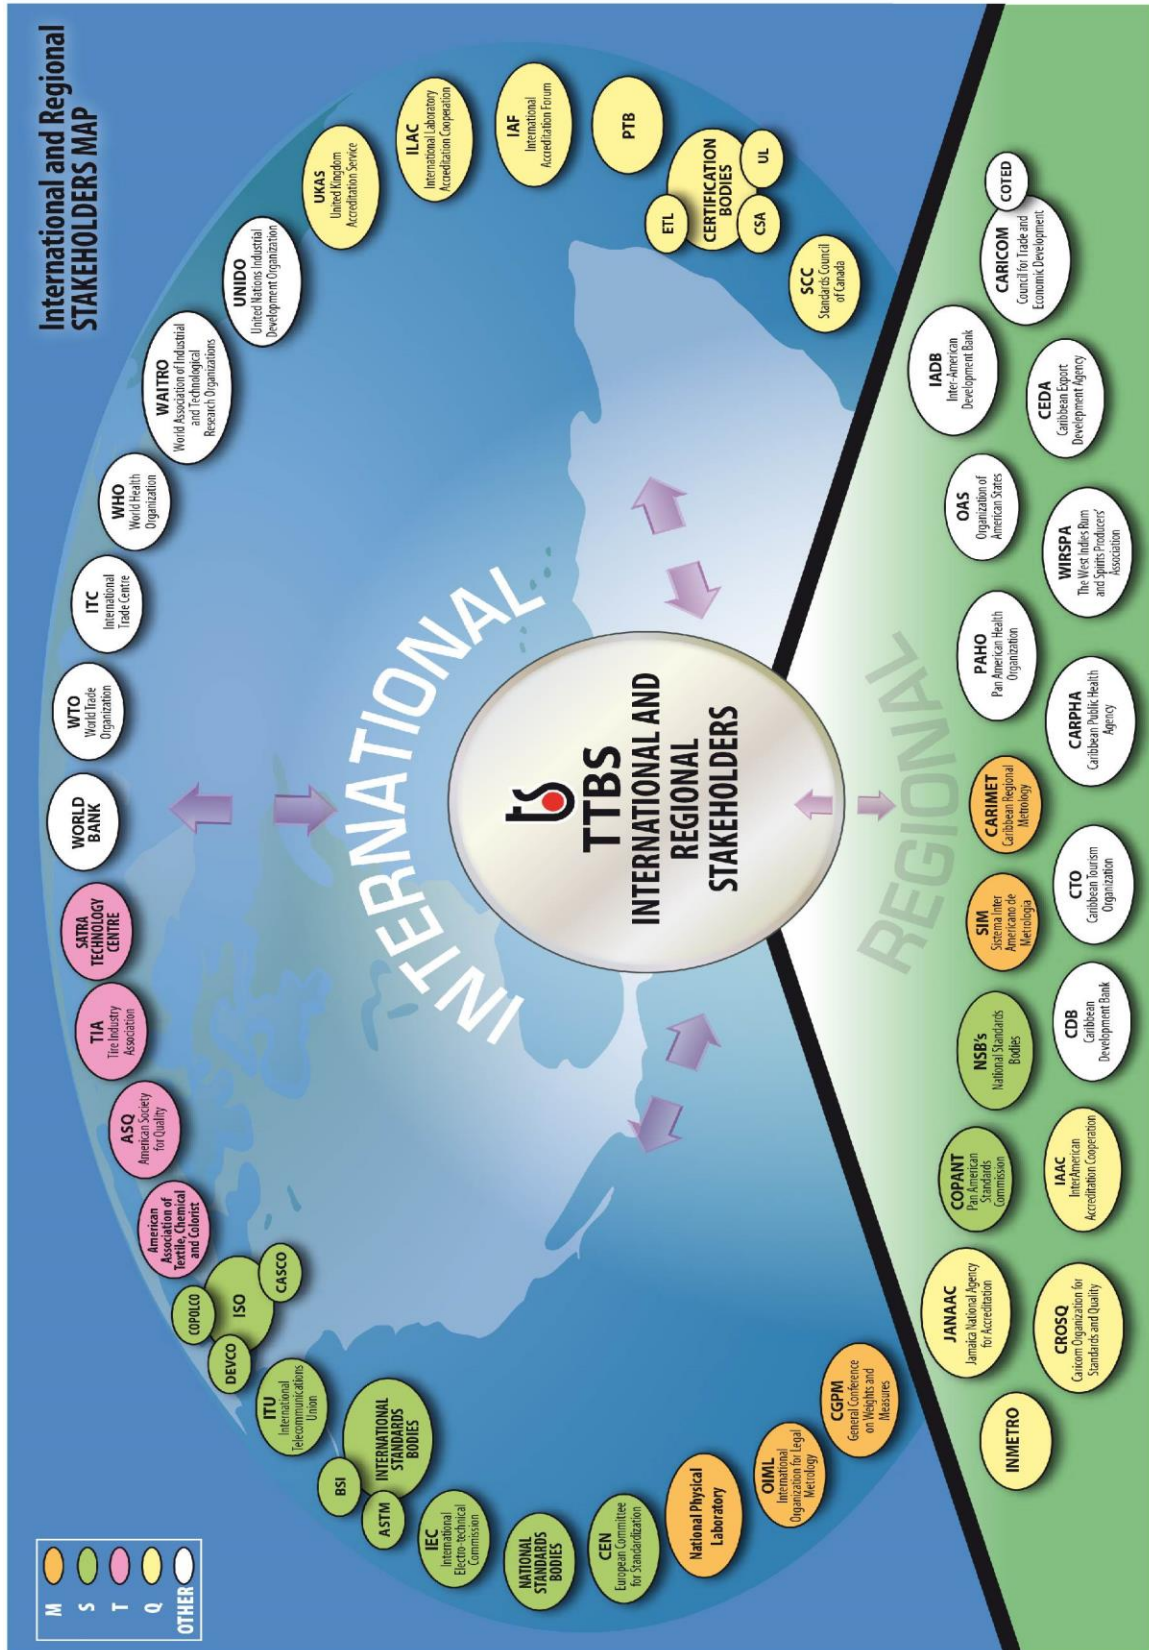 International and Regional
STAKEHOLDERS MAP
M
S
T
Q
OTHER
INTERNATIONAL
ts
TTBS
INTERNATIONAL AND
REGIONAL
STAKEHOLDERS
REGIONAL
CGPM
General Conference
on Weights and
Measures
OIML
International
Organization for Legal
Metrology
National Physical
Laboratory
CEN
European Committee
for Standardization
NATIONAL
STANDARDS
BODIES
IEC
International
Electro-technical
Commission
ASTM
BSI
INTERNATIONAL
STANDARDS
BODIES
ITU
International
Telecommunications
Union
DEVCO
COPOLCO
ISO
CASCO
American
Association of
Textile, Chemical
and Colorist
ASQ
American Society
for Quality
TIA
Tire Industry
Association
SATRA
TECHNOLOGY
CENTRE
WORLD
BANK
WTO
World Trade
Organization
ITC
International
Trade Centre
WHO
World Health
Organization
WAITRO
World Association of Industrial
and Technological
Research Organizations
UNIDO
United Nations Industrial
Development Organization
UKAS
United Kingdom
Accreditation Service
ILAC
International Laboratory
Accreditation Cooperation
IAF
International
Accreditation Forum
PTB
ETL
CERTIFICATION
BODIES
UL
CSA
SCC
Standards Council
of Canada
INMETRO
JANAAC
Jamaica National Agency
for Accreditation
CROSQ
Caricom Organization for
Standards and Quality
COPANT
Pan American
Standards
Commission
IAAC
InterAmerican
Accreditation Cooperation
NSB's
National Standards
Bodies
CDB
Caribbean
Development Bank
SIM
Sistema Inter
Americano de
Metrologia
CTO
Caribbean Tourism
Organization
CARIMET
Caribbean Regional
Metrology
CARPHA
Caribbean Public Health
Agency
PAHO
Pan American Health
Organization
WIRSPA
The West Indies Rum
and Spirits Producers'
Association
OAS
Organization of
American States
CEDA
Caribbean Export
Development Agency
IADB
Inter-American
Development Bank
CARICOM
Council for Trade and
Economic Development
COTED